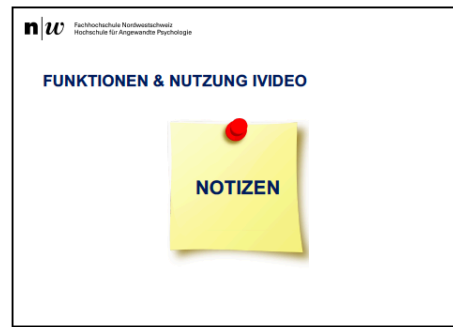 n|w Fachhochschule Nordwestschweiz
Hochschule für Angewandte Psychologie
FUNKTIONEN & NUTZUNG IVIDEO
NOTIZEN